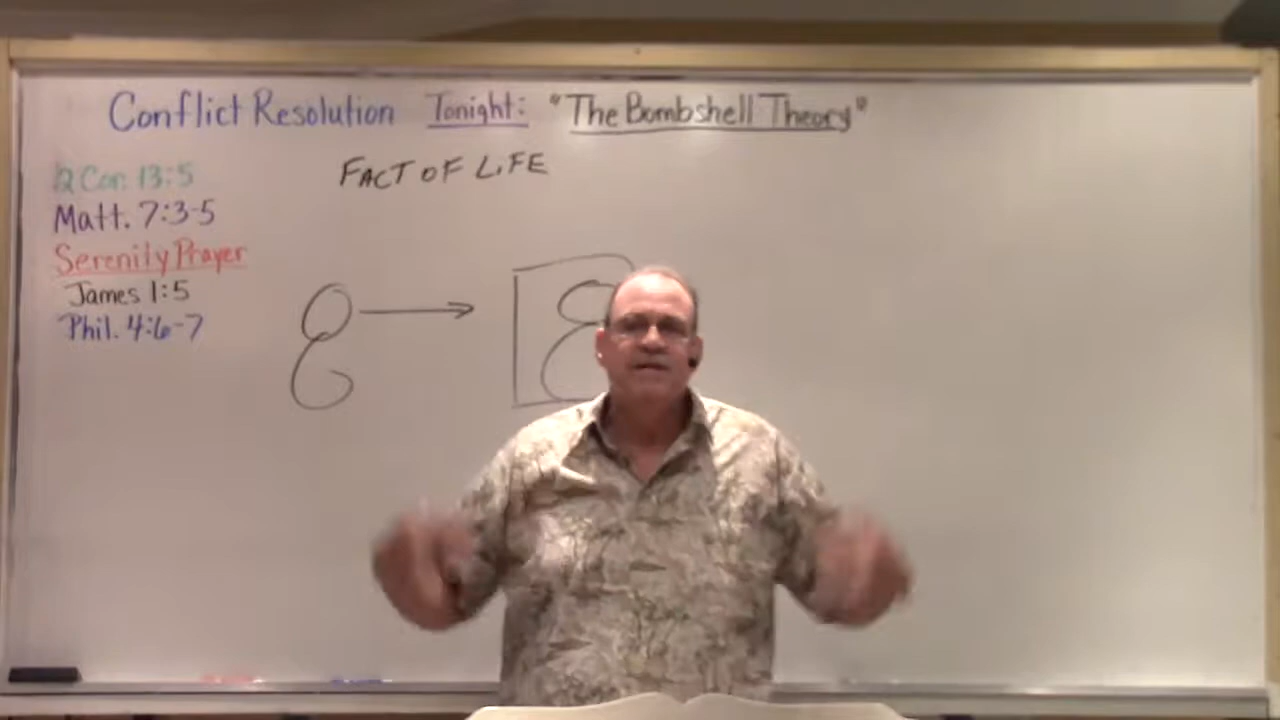 Conflict Resolution Tonight: "The Bombshell Theory"
FACT OF LIFE
2 Cor. 13:5
Matt. 7:3-5
Serenity Prayer
James 1:5
Phil. 4:6-7